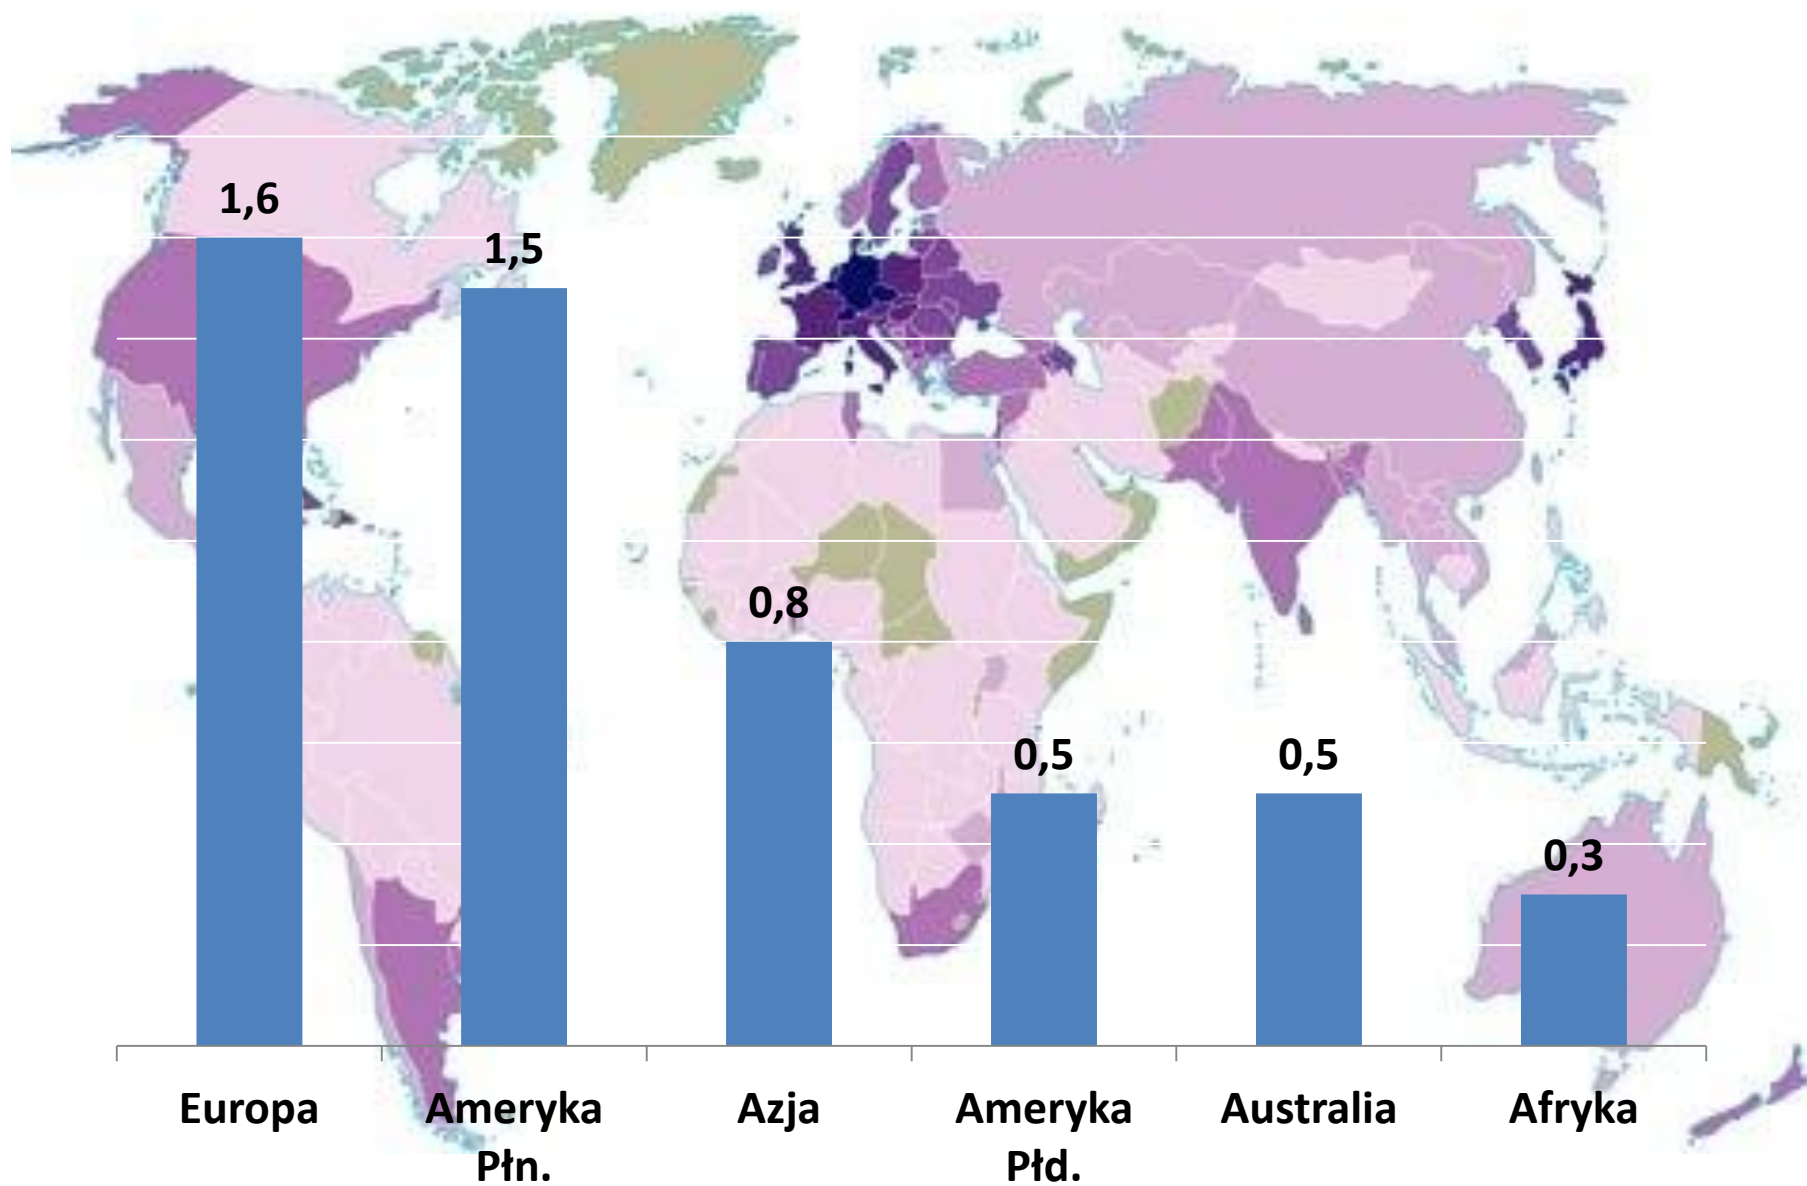 1,6
1,5
0,8
0,5
0,5
0,3
Europa
Ameryka
Płn.
Azja
Ameryka
Płd.
Australia
Afryka